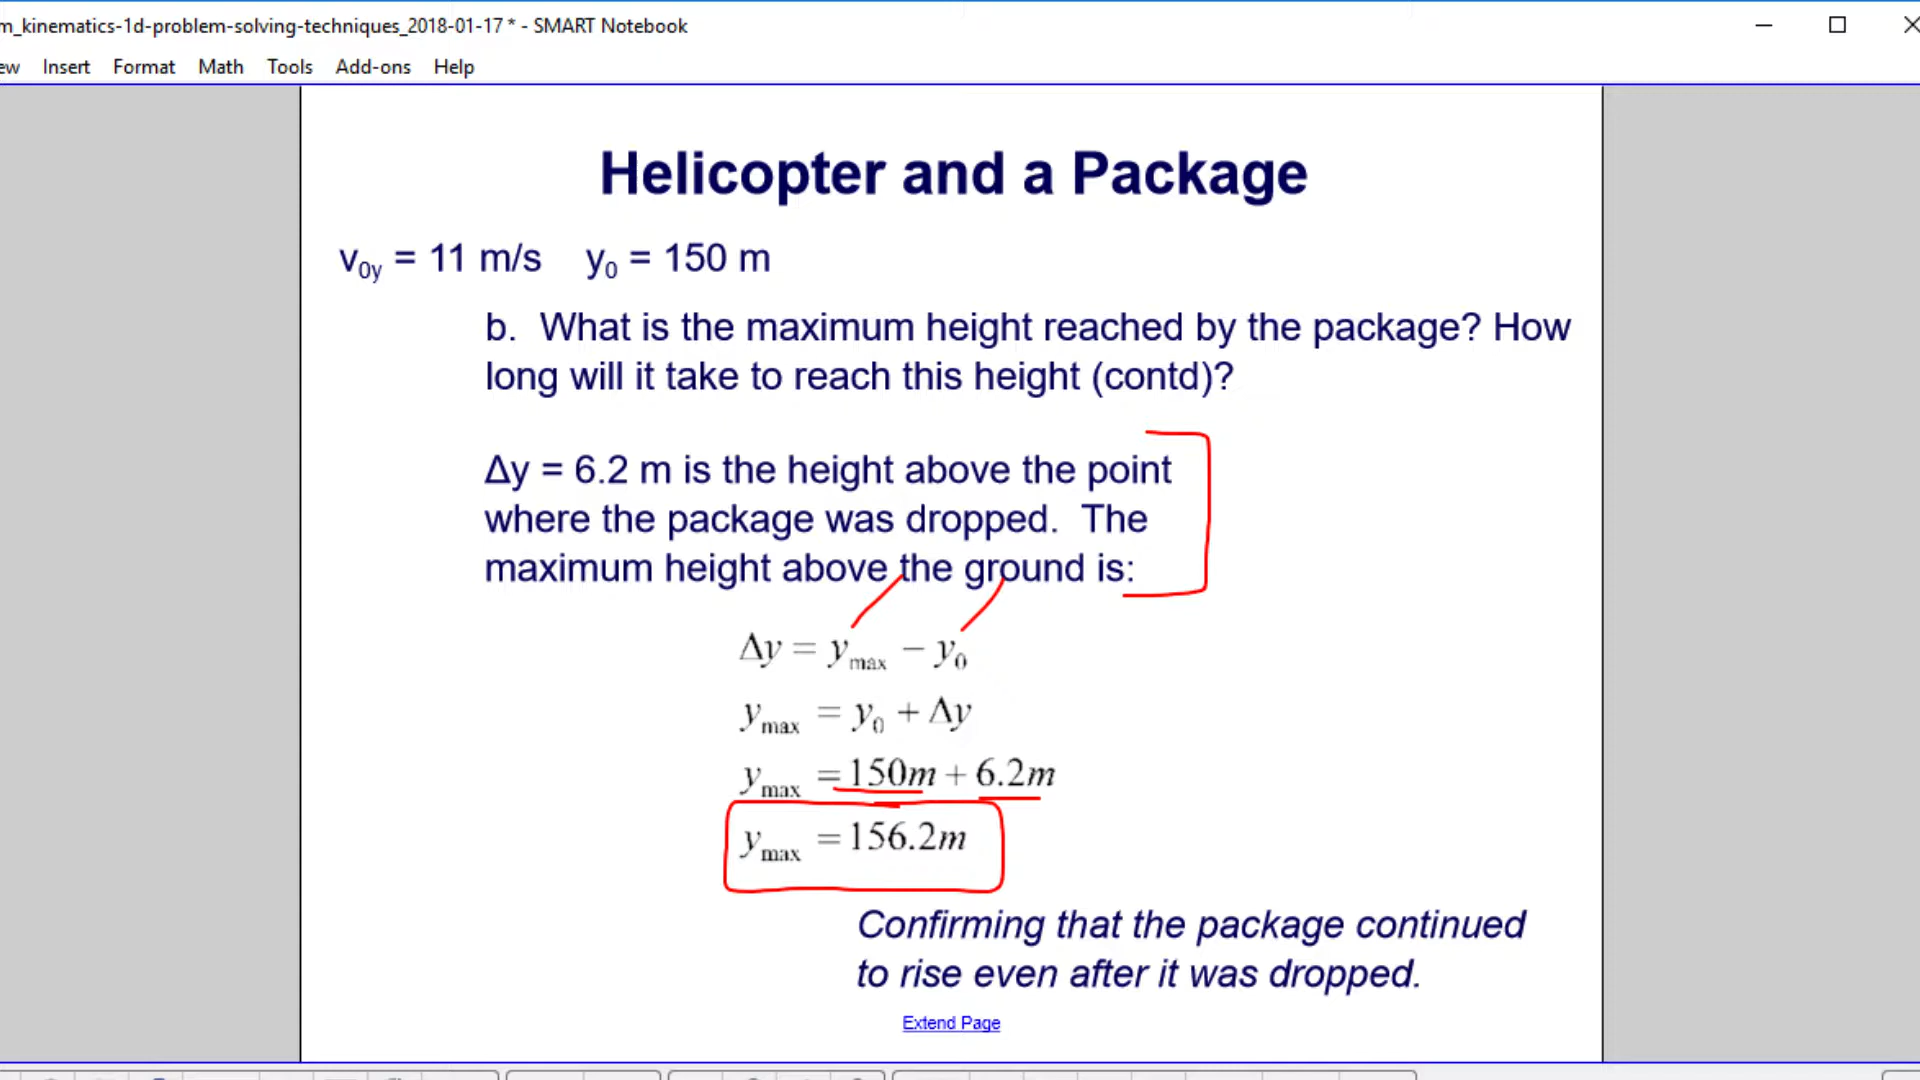 m_kinematics-1d-problem-solving-techniques_2018-01-17 * - SMART Notebook
ew Insert Format Math Tools Add-ons Help
Helicopter and a Package
v0y = 11 m/s y0 = 150 m
b. What is the maximum height reached by the package? How
long will it take to reach this height (contd)?
Δy = 6.2 m is the height above the point
where the package was dropped. The
maximum height above the ground is:
Δy = ymax − y0
ymax = y0 + Δy
ymax = 150m + 6.2m
ymax = 156.2m
Confirming that the package continued
to rise even after it was dropped.
Extend Page